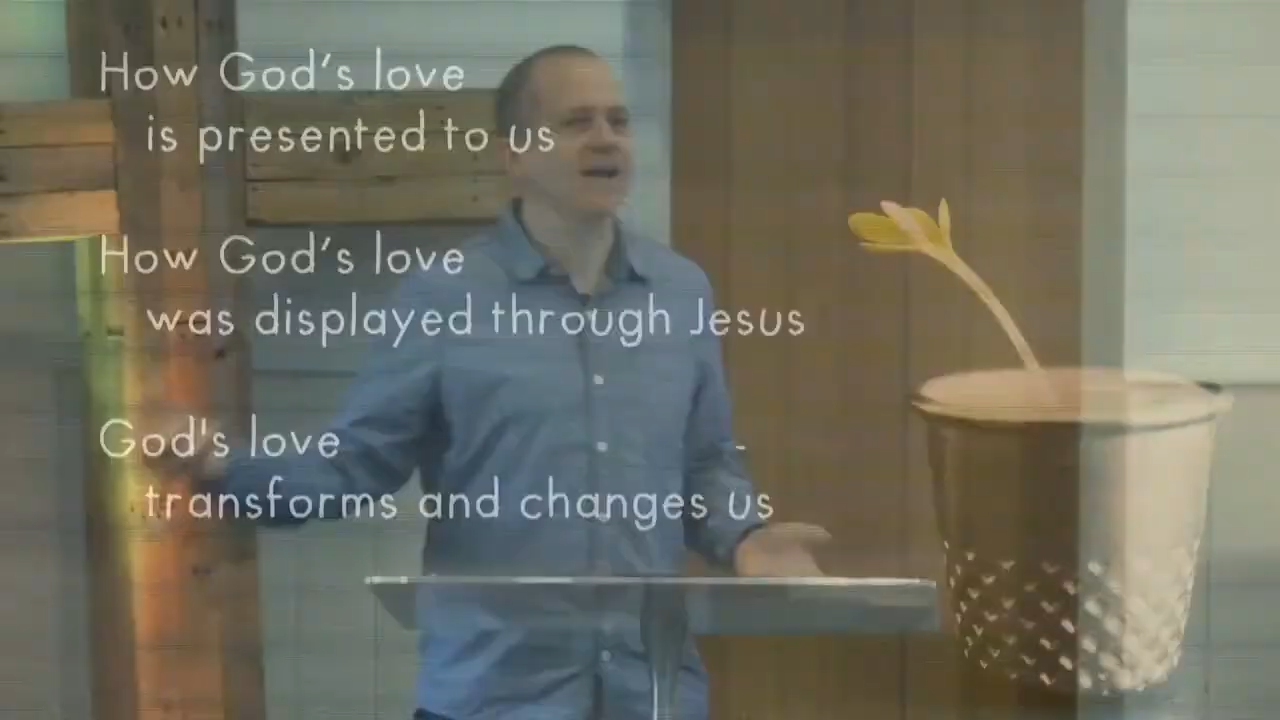 How God's love
is presented to us
How God's love
was displayed through Jesus
God's love
transforms and changes us